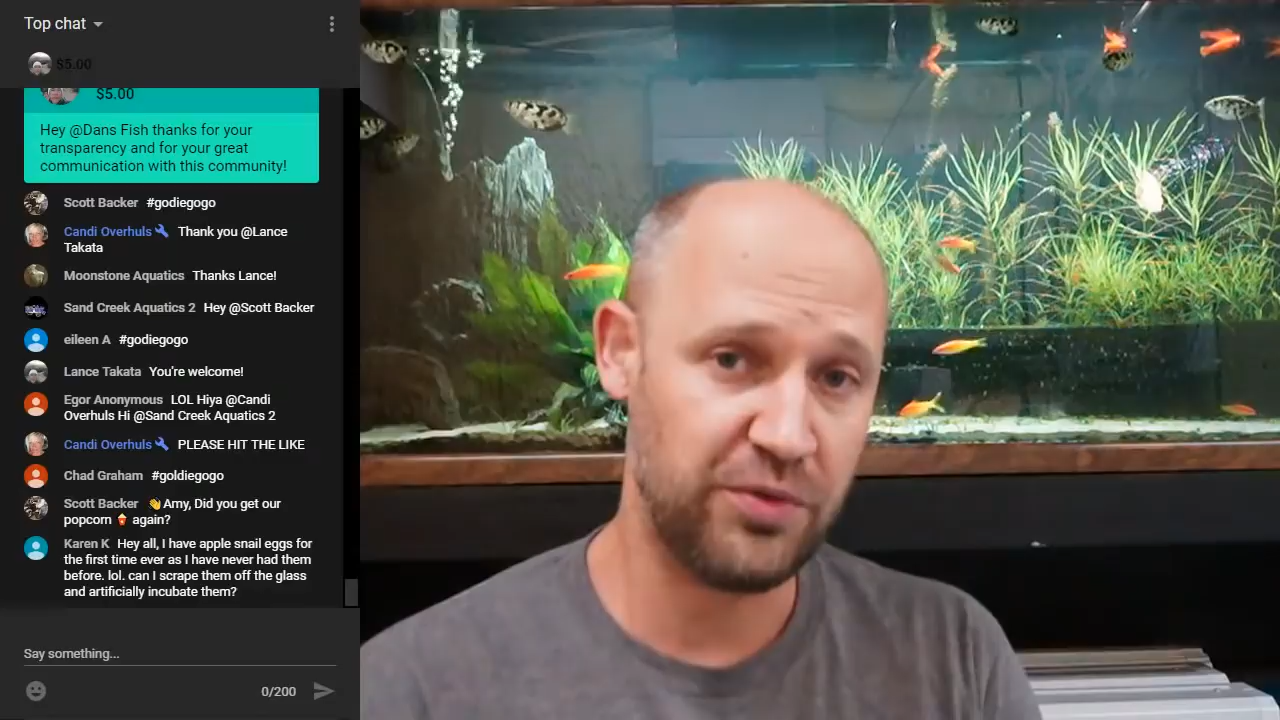 Top chat
$5.00
$5.00
Hey @Dans Fish thanks for your
transparency and for your great
communication with this community!
Scott Backer #godiegogo
Candi Overhuls Thank you @Lance
Takata
Moonstone Aquatics Thanks Lance!
Sand Creek Aquatics 2 Hey @Scott Backer
eileen A #godiegogo
Lance Takata You're welcome!
Egor Anonymous LOL Hiya @Candi
Overhuls Hi @Sand Creek Aquatics 2
Candi Overhuls PLEASE HIT THE LIKE
Chad Graham #goldiegogo
Scott Backer 👋Amy, Did you get our
popcorn 🍿 again?
Karen K Hey all, I have apple snail eggs for
the first time ever as I have never had them
before. lol. can I scrape them off the glass
and artificially incubate them?
Say something...
0/200